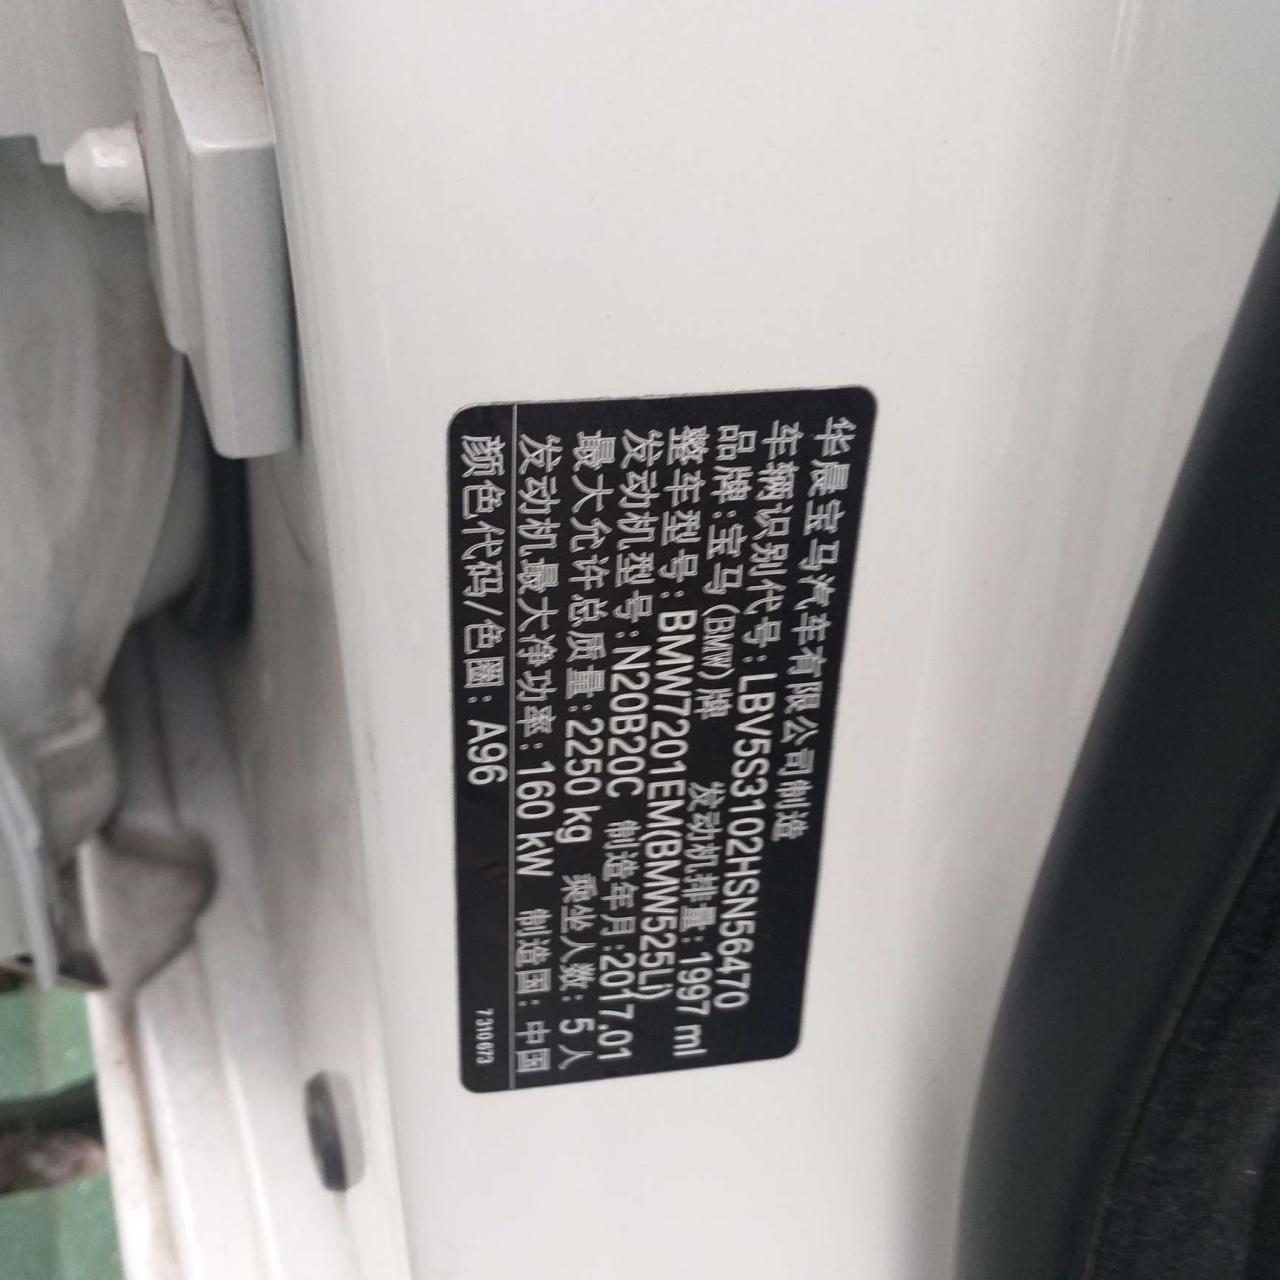 华晨宝马汽车有限公司制造
车辆识别代号:LBV5S3102HSN56470
品牌:宝马(BMW)牌 发动机排量:1997 ml
整车型号:BMW7201EM(BMW525Li)
发动机型号:N20B20C 制造年月:2017.01
最大允许总质量:2250 kg 乘坐人数:5人
发动机最大净功率:160 kW 制造国:中国
颜色代码/色圖:A96
7 310 673